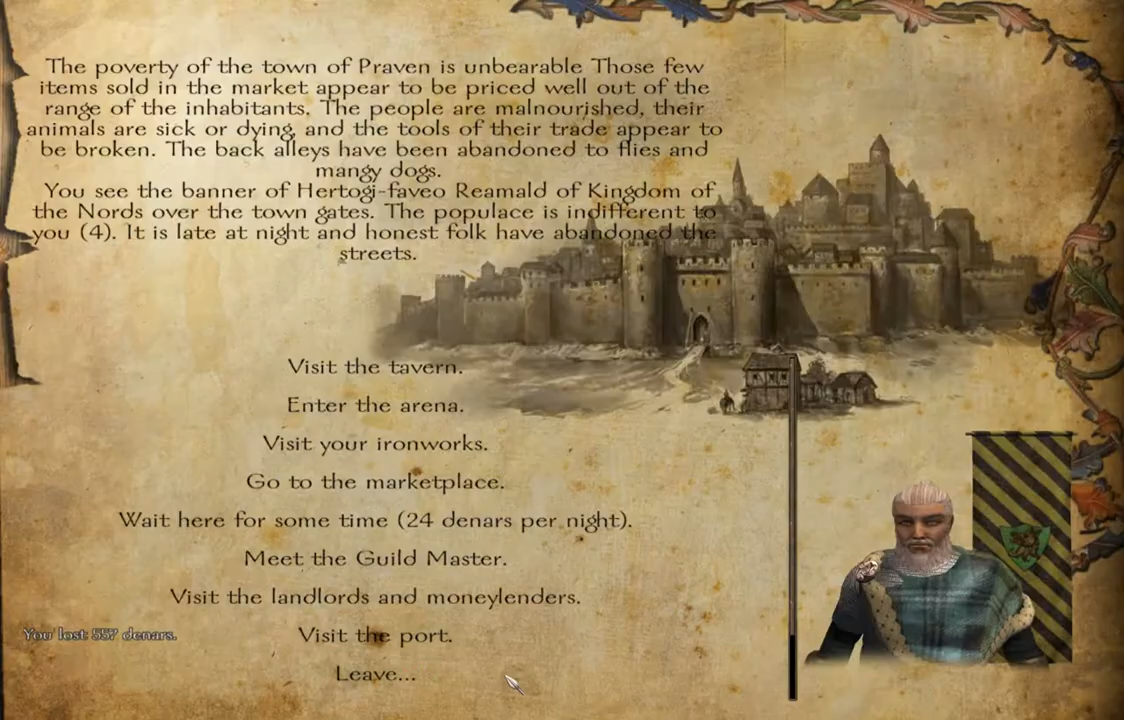 The poverty of the town of Praven is unbearable Those few
items sold in the market appear to be priced well out of the
range of the inhabitants. The people are malnourished, their
animals are sick or dying, and the tools of their trade appear to
be broken. The back alleys have been abandoned to flies and
mangy dogs.
You see the banner of Hertogi-faveo Reamald of Kingdom of
the Nords over the town gates. The populace is indifferent to
you (4). It is late at night and honest folk have abandoned the
streets.
Visit the tavern.
Enter the arena.
Visit your ironworks.
Go to the marketplace.
Wait here for some time (24 denars per night).
Meet the Guild Master.
Visit the landlords and moneylenders.
You lost 557 denars.
Visit the port.
Leave...